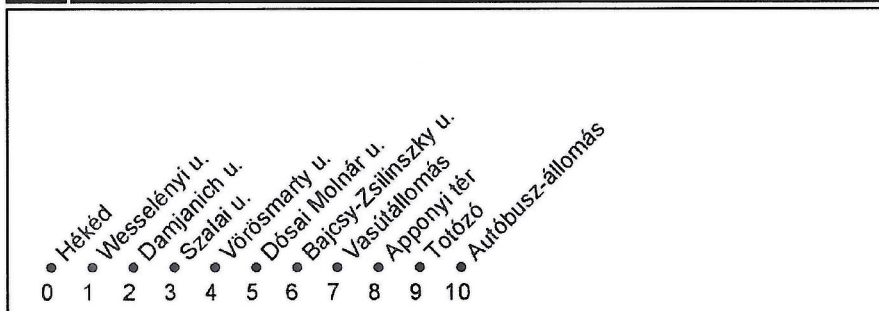 Hékéd
Wesselényi u.
Damjanich u.
Szalai u.
Vörösmarty u.
Dósai Molnár u.
Bajcsy-Zsilinszky u.
Vasútállomás
Apponyi tér
Totózó
Autóbusz-állomás
0 1 2 3 4 5 6 7 8 9 10